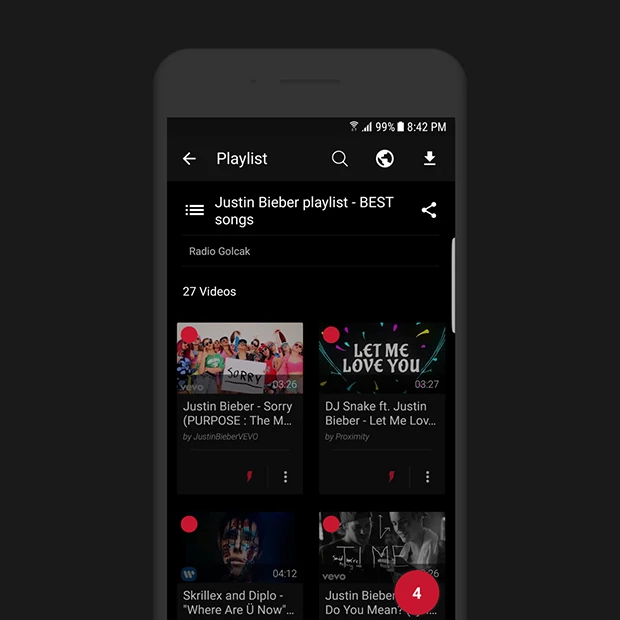 99% 8:42 PM
Playlist
Justin Bieber playlist - BEST
songs
Radio Golcak
27 Videos
SORRY
vevo
03:26
LET ME
LOVE YOU
03:27
Justin Bieber - Sorry
(PURPOSE : The M...
by JustinBieberVEVO
DJ Snake ft. Justin
Bieber - Let Me Lov...
by Proximity
W
04:12
TIME
vevo
:26
Skrillex and Diplo -
"Where Are Ü Now"...
Justin Bieber
Do You Mean?
4